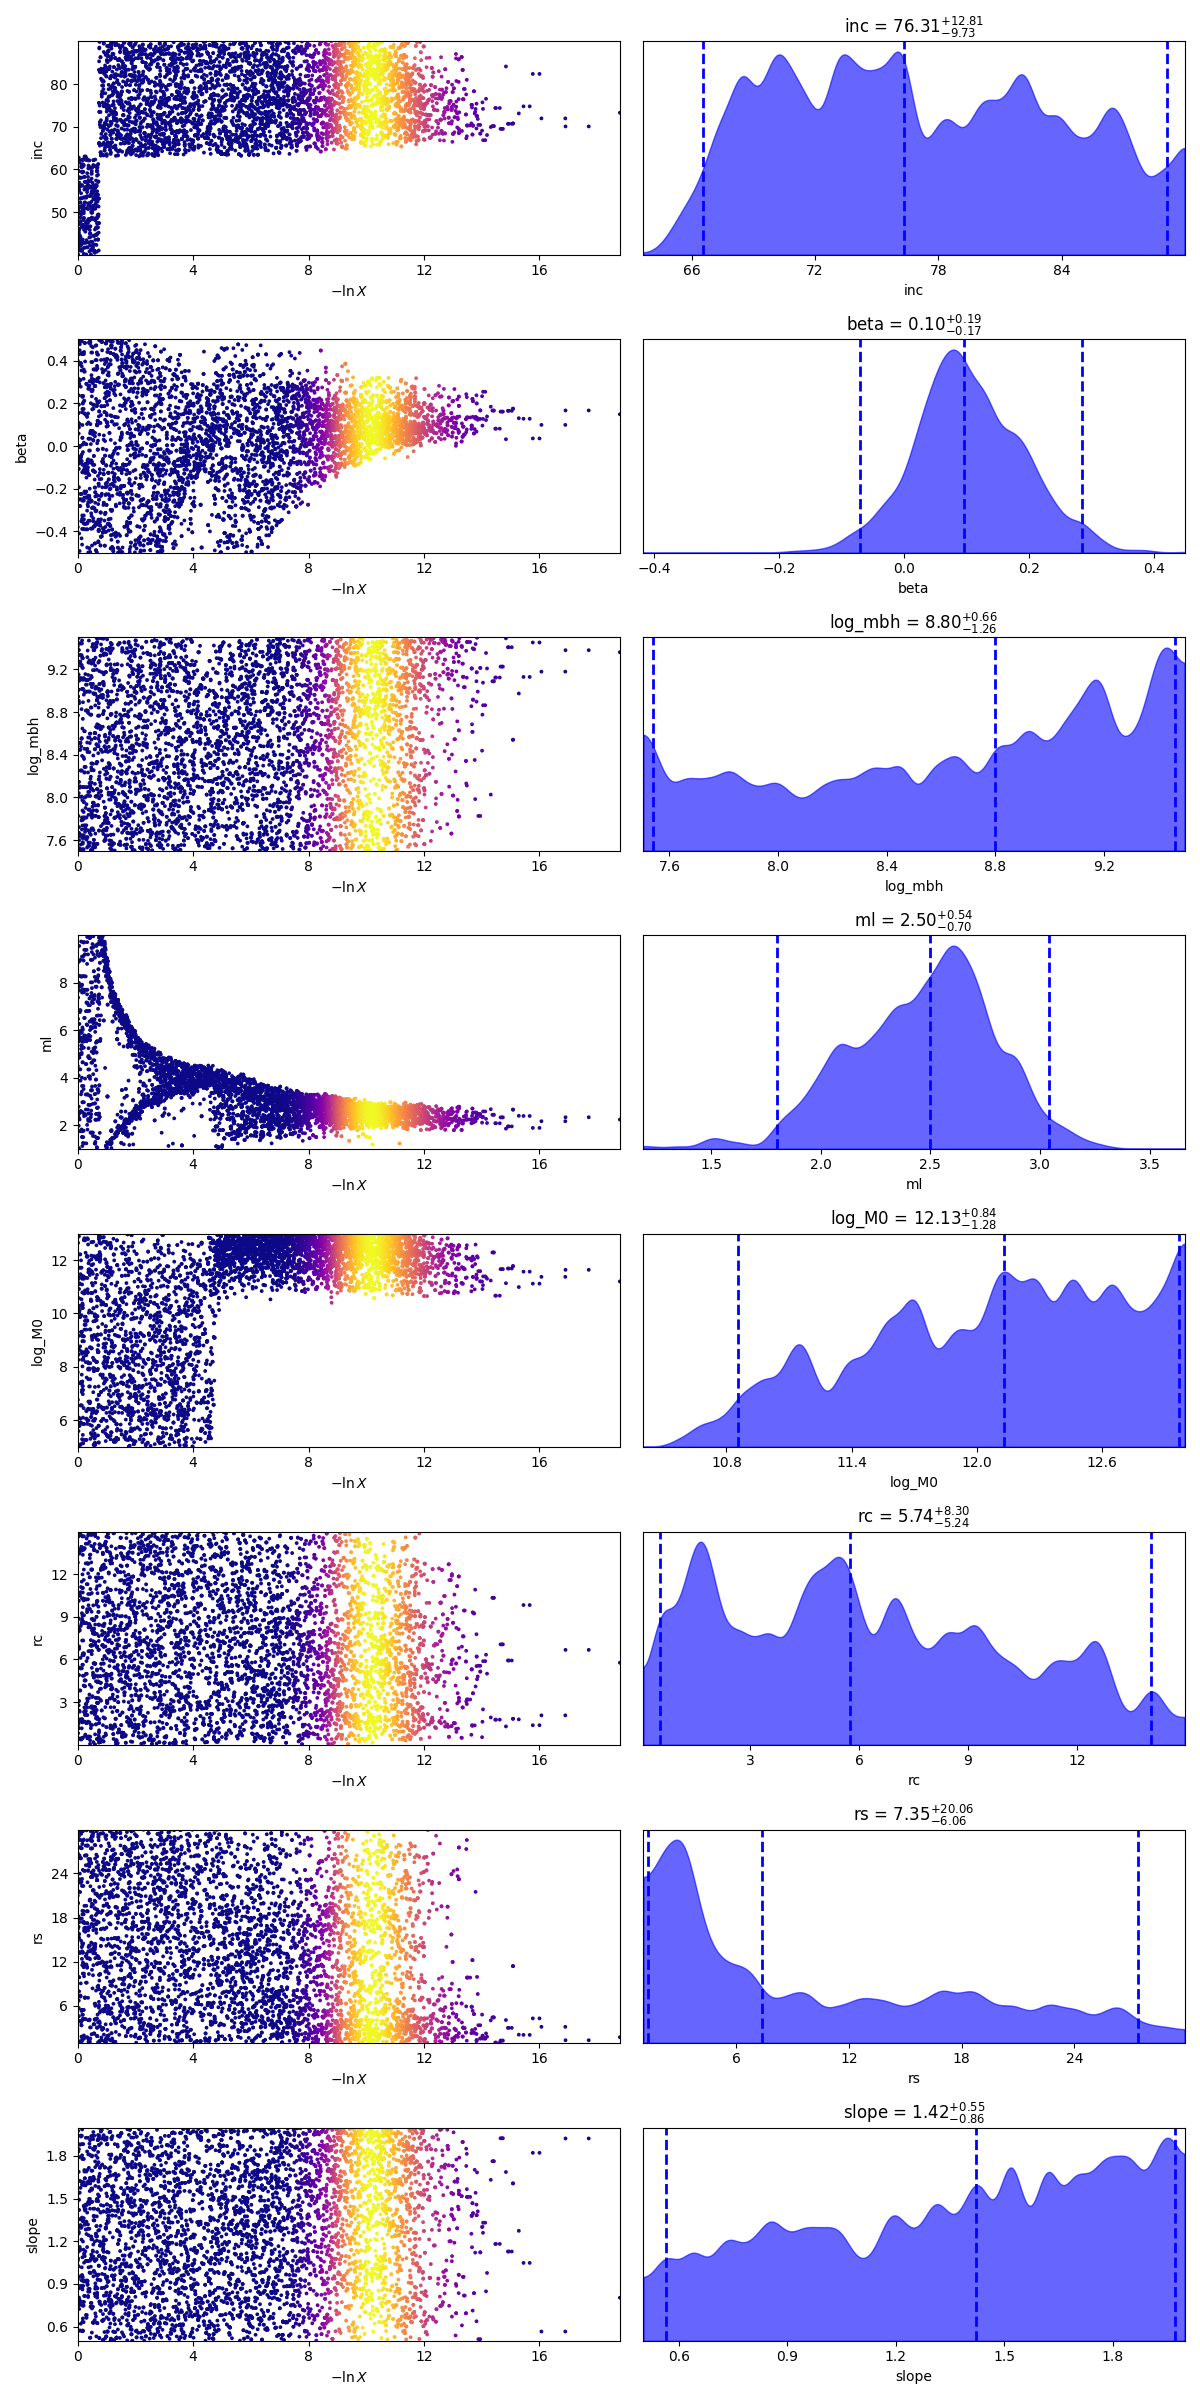 inc = 76.31+12.81−9.73
80
70
60
50
inc
0 4 8 12 16
−ln X
66 72 78 84
inc
beta = 0.10+0.19−0.17
0.4
0.2
0.0
−0.2
−0.4
beta
0 4 8 12 16
−ln X
−0.4 −0.2 0.0 0.2 0.4
beta
log_mbh = 8.80+0.66−1.26
9.2
8.8
8.4
8.0
7.6
log_mbh
0 4 8 12 16
−ln X
7.6 8.0 8.4 8.8 9.2
log_mbh
ml = 2.50+0.54−0.70
8
6
4
2
ml
0 4 8 12 16
−ln X
1.5 2.0 2.5 3.0 3.5
ml
log_M0 = 12.13+0.84−1.28
12
10
8
6
log_M0
0 4 8 12 16
−ln X
10.8 11.4 12.0 12.6
log_M0
rc = 5.74+8.30−5.24
12
9
6
3
rc
0 4 8 12 16
−ln X
3 6 9 12
rc
rs = 7.35+20.06−6.06
24
18
12
6
rs
0 4 8 12 16
−ln X
6 12 18 24
rs
slope = 1.42+0.55−0.86
1.8
1.5
1.2
0.9
0.6
slope
0 4 8 12 16
−ln X
0.6 0.9 1.2 1.5 1.8
slope